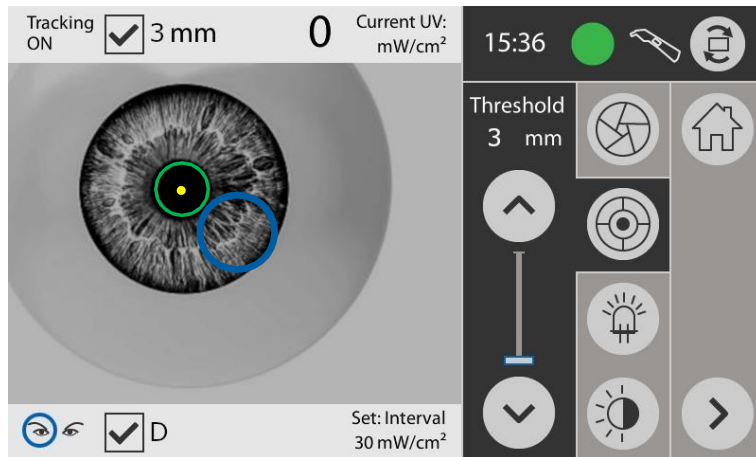 Tracking
ON
3 mm
0
Current UV:
mW/cm²
15:36
Threshold
3 mm
D
Set: Interval
30 mW/cm²